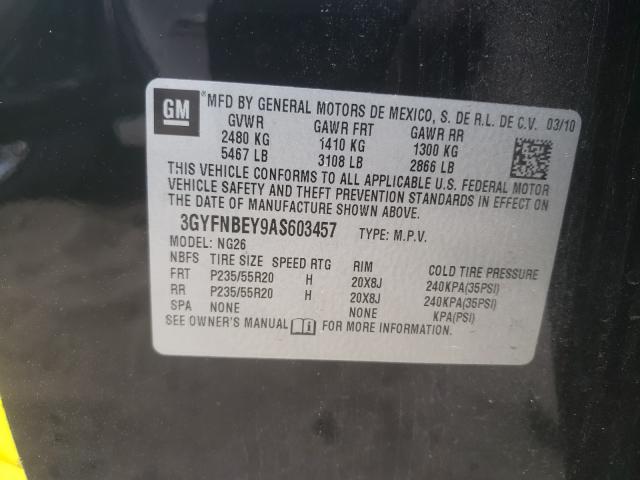 GM ® MFD BY GENERAL MOTORS DE MEXICO, S. DE R.L. DE C.V. 03/10
GVWR GAWR FRT GAWR RR
2480 KG 1410 KG 1300 KG
5467 LB 3108 LB 2866 LB
THIS VEHICLE CONFORMS TO ALL APPLICABLE U.S. FEDERAL MOTOR
VEHICLE SAFETY AND THEFT PREVENTION STANDARDS IN EFFECT ON
THE DATE OF MANUFACTURE SHOWN ABOVE.
3GYFNBEY9AS603457 TYPE: M.P.V.
MODEL: NG26
NBFS TIRE SIZE SPEED RTG RIM COLD TIRE PRESSURE
FRT P235/55R20 H 20X8J 240KPA(35PSI)
RR P235/55R20 H 20X8J 240KPA(35PSI)
SPA NONE NONE KPA(PSI)
SEE OWNER'S MANUAL FOR MORE INFORMATION.